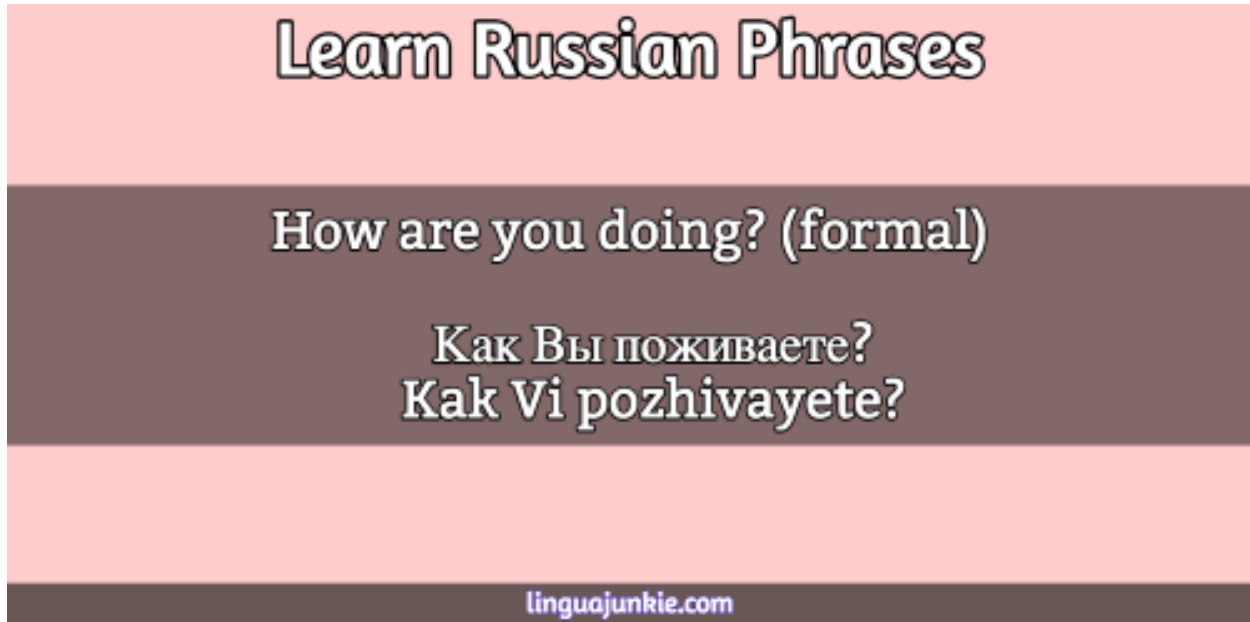 Learn Russian Phrases
How are you doing? (formal)
Как Вы поживаете?
Kak Vi pozhivayete?
linguajunkie.com